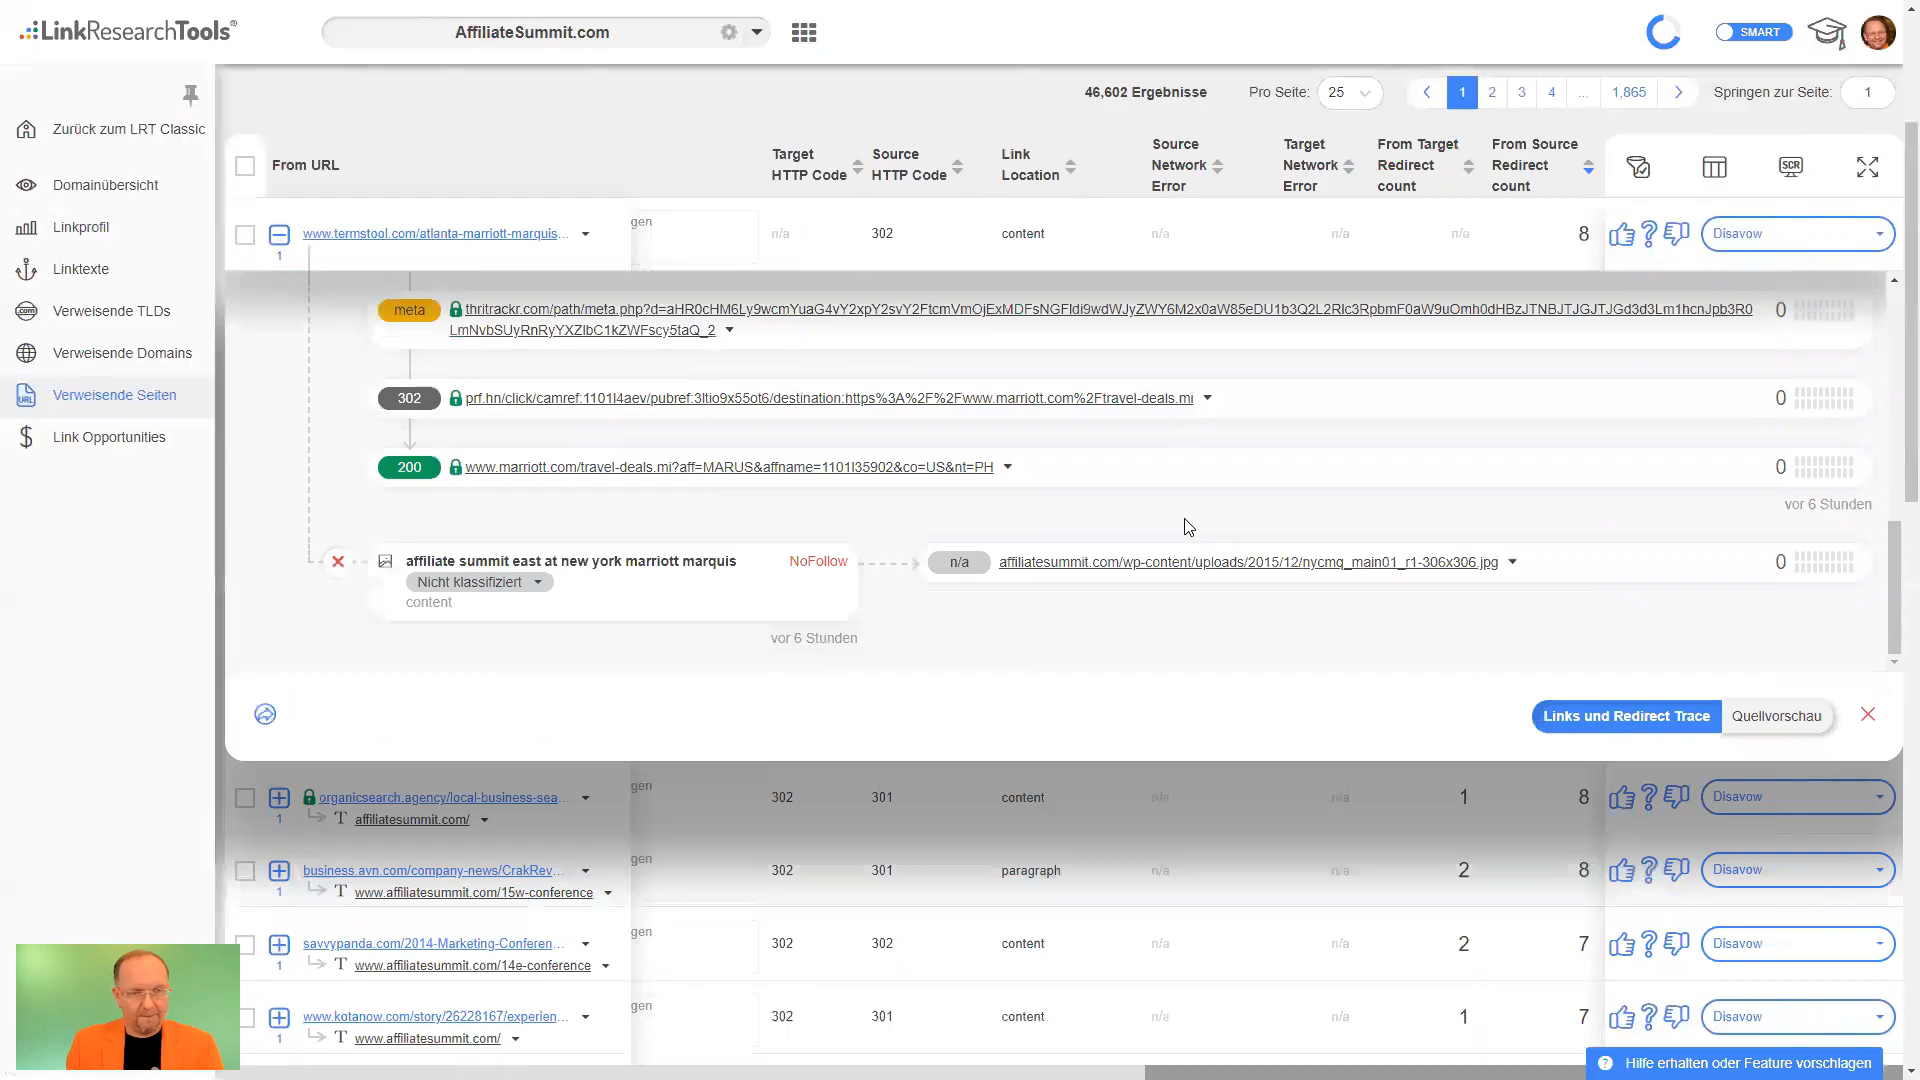 LinkResearchTools®
AffiliateSummit.com
SMART
46,602 Ergebnisse
Pro Seite:
25
1
2
3
4
...
1,865
Springen zur Seite:
1
Zurück zum LRT Classic
Domainübersicht
Linkprofil
Linktexte
Verweisende TLDs
Verweisende Domains
Verweisende Seiten
Link Opportunities
From URL
Target HTTP Code
Source HTTP Code
Link Location
Source Network Error
Target Network Error
From Target Redirect count
From Source Redirect count
SCR
1
www.termstool.com/atlanta-marriott-marquis...
gen
n/a
302
content
n/a
n/a
n/a
8
Disavow
meta
0
302
prf.hn/click/camref:1101l4aev/pubref:3ltio9x55ot6/destination:https%3A%2F%2Fwww.marriott.com%2Ftravel-deals.mi
0
200
www.marriott.com/travel-deals.mi?aff=MARUS&affname=1101l35902&co=US&nt=PH
0
vor 6 Stunden
affiliate summit east at new york marriott marquis
NoFollow
Nicht klassifiziert
content
vor 6 Stunden
n/a
affiliatesummit.com/wp-content/uploads/2015/12/nycmq_main01_r1-306x306.jpg
0
Links und Redirect Trace
Quellvorschau
1
organicsearch.agency/local-business-sea...
T affiliatesummit.com/
gen
302
301
content
n/a
n/a
1
8
Disavow
1
business.avn.com/company-news/CrakRev...
T www.affiliatesummit.com/15w-conference
gen
302
301
paragraph
n/a
n/a
2
8
Disavow
1
savvypanda.com/2014-Marketing-Conferen...
T www.affiliatesummit.com/14e-conference
gen
302
302
content
n/a
n/a
2
7
Disavow
1
www.kotanow.com/story/26228167/experien...
T www.affiliatesummit.com/
gen
302
301
content
n/a
n/a
1
7
Disavow
Hilfe erhalten oder Feature vorschlagen